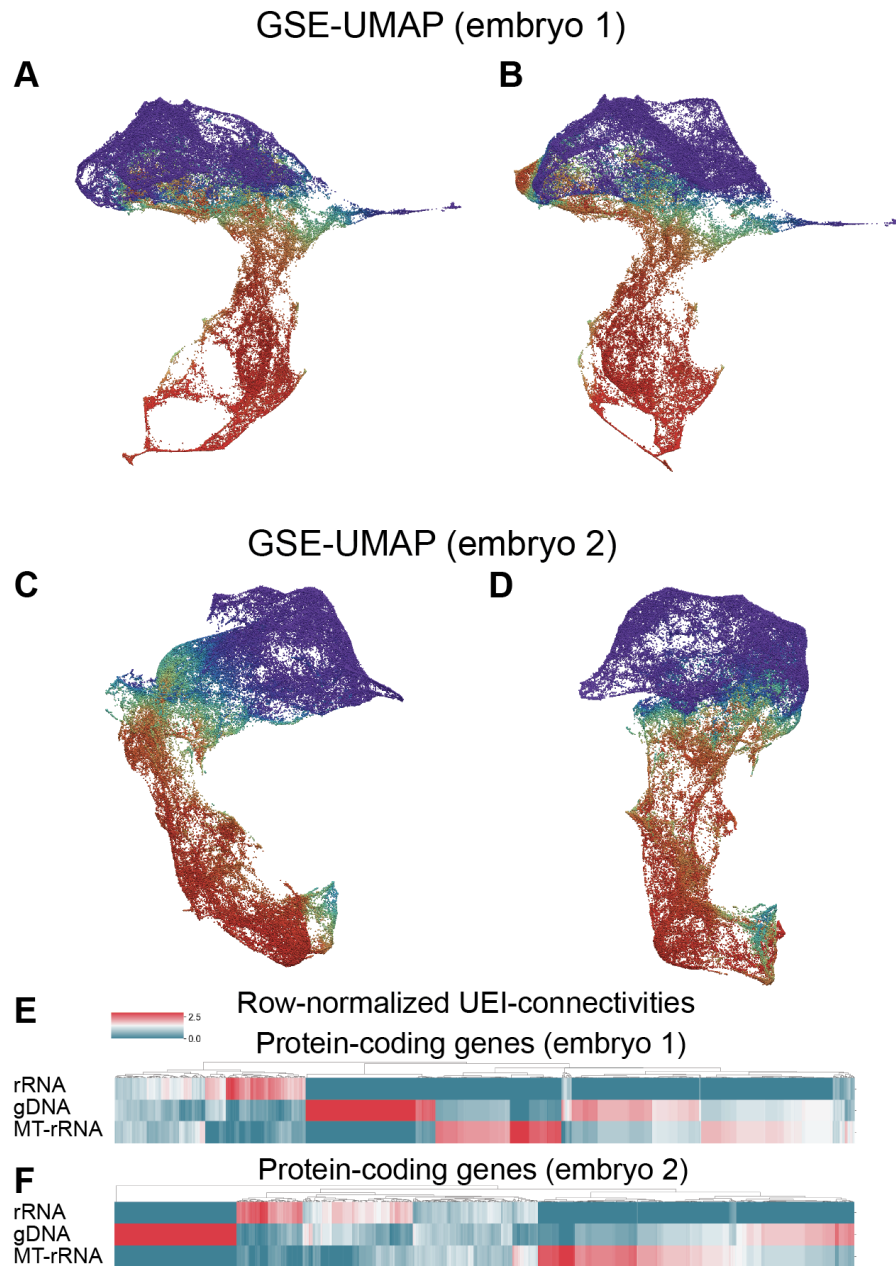 GSE-UMAP (embryo 1)
A
B
GSE-UMAP (embryo 2)
C
D
E
Row-normalized UEI-connectivities
2.5
0.0
Protein-coding genes (embryo 1)
rRNA
gDNA
MT-rRNA
F
Protein-coding genes (embryo 2)
rRNA
gDNA
MT-rRNA